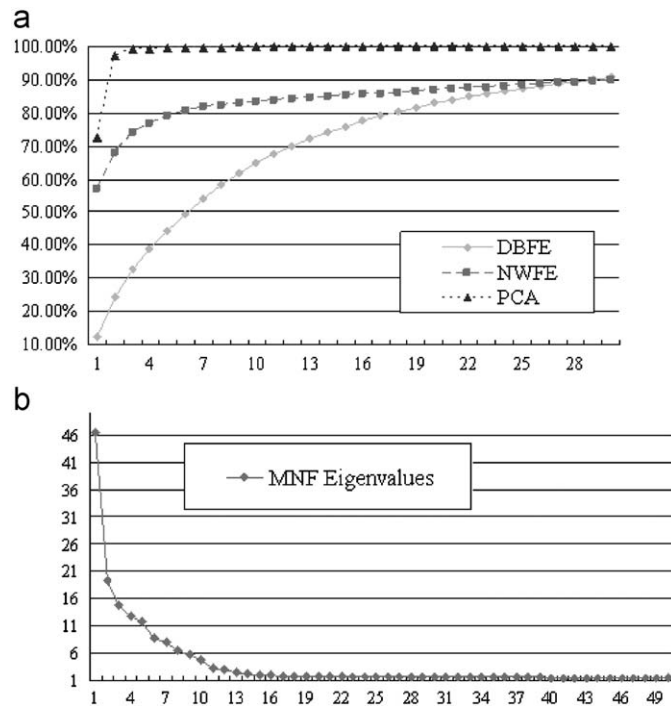 a
100.00%
90.00%
80.00%
70.00%
60.00%
50.00%
40.00%
30.00%
20.00%
10.00%
DBFE
NWFE
PCA
1 4 7 10 13 16 19 22 25 28
b
46
41
36
31
26
21
16
11
6
1
MNF Eigenvalues
1 4 7 10 13 16 19 22 25 28 31 34 37 40 43 46 49